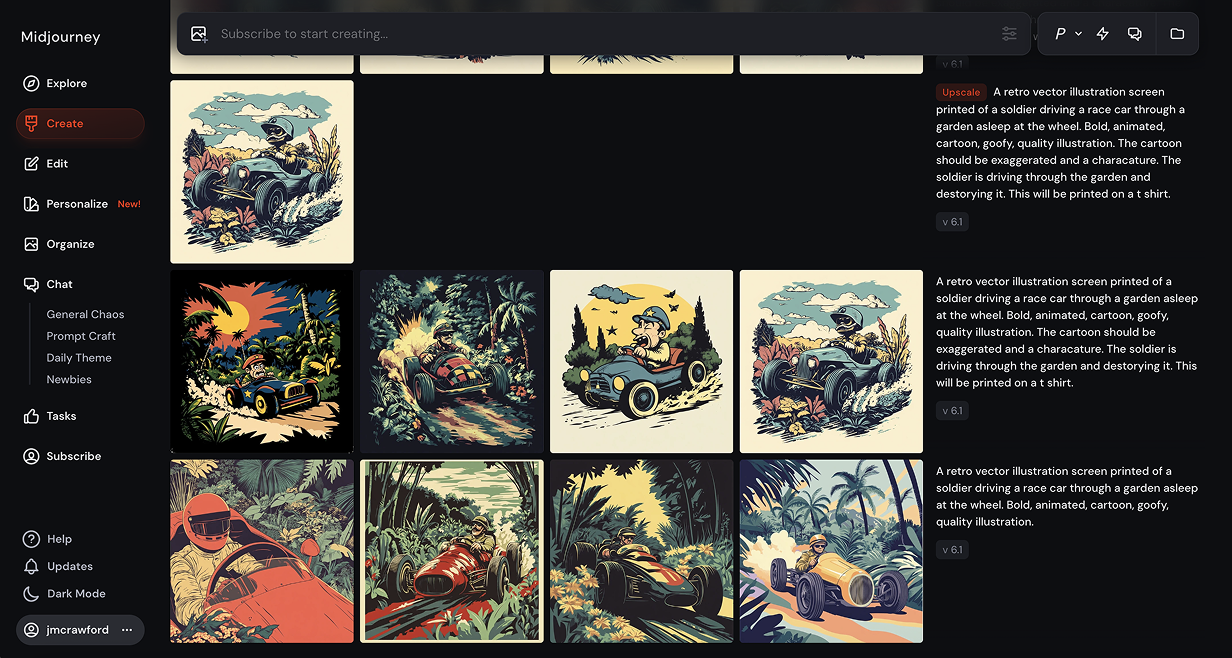 Midjourney
Subscribe to start creating...
P
Explore
Create
Edit
Personalize New!
Organize
Chat
General Chaos
Prompt Craft
Daily Theme
Newbies
Tasks
Subscribe
Help
Updates
Dark Mode
jmcrawford
v 6.1
Upscale A retro vector illustration screen
printed of a soldier driving a race car through a
garden asleep at the wheel. Bold, animated,
cartoon, goofy, quality illustration. The cartoon
should be exaggerated and a characature. The
soldier is driving through the garden and
destorying it. This will be printed on a t shirt.
v 6.1
A retro vector illustration screen printed of a
soldier driving a race car through a garden asleep
at the wheel. Bold, animated, cartoon, goofy,
quality illustration. The cartoon should be
exaggerated and a characature. The soldier is
driving through the garden and destorying it. This
will be printed on a t shirt.
v 6.1
A retro vector illustration screen printed of a
soldier driving a race car through a garden asleep
at the wheel. Bold, animated, cartoon, goofy,
quality illustration.
v 6.1